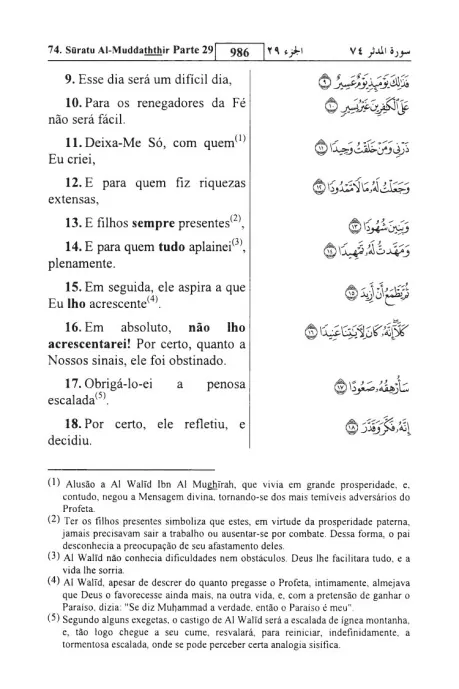 74. Sūratu Al-Muddaththir Parte 29 986 الجزء ٢٩ سورة المدثر ٧٤
9. Esse dia será um difícil dia,
فَذَٰلِكَ يَوْمَئِذٍ يَوْمٌ عَسِيرٌ ٩
10. Para os renegadores da Fé
não será fácil.
عَلَى ٱلْكَٰفِرِينَ غَيْرُ يَسِيرٍ ١٠
11. Deixa-Me Só, com quem(1)
Eu criei,
ذَرْنِى وَمَنْ خَلَقْتُ وَحِيدًا ١١
12. E para quem fiz riquezas
extensas,
وَجَعَلْتُ لَهُۥ مَالًا مَّمْدُودًا ١٢
13. E filhos sempre presentes(2),
وَبَنِينَ شُهُودًا ١٣
14. E para quem tudo aplainei(3),
plenamente.
وَمَهَّدتُّ لَهُۥ تَمْهِيدًا ١٤
15. Em seguida, ele aspira a que
Eu lho acrescente(4).
ثُمَّ يَطْمَعُ أَنْ أَزِيدَ ١٥
16. Em absoluto, não lho
acrescentarei! Por certo, quanto a
Nossos sinais, ele foi obstinado.
كَلَّآ إِنَّهُۥ كَانَ لِـَٔايَٰتِنَا عَنِيدًا ١٦
17. Obrigá-lo-ei a penosa
escalada(5).
سَأُرْهِقُهُۥ صَعُودًا ١٧
18. Por certo, ele refletiu, e
decidiu.
إِنَّهُۥ فَكَّرَ وَقَدَّرَ ١٨
(1) Alusão a Al Walīd Ibn Al Mughīrah, que vivia em grande prosperidade, e,
contudo, negou a Mensagem divina, tornando-se dos mais temíveis adversários do
Profeta.
(2) Ter os filhos presentes simboliza que estes, em virtude da prosperidade paterna,
jamais precisavam sair a trabalho ou ausentar-se por combate. Dessa forma, o pai
desconhecia a preocupação de seu afastamento deles.
(3) Al Walīd não conhecia dificuldades nem obstáculos. Deus lhe facilitara tudo, e a
vida lhe sorria.
(4) Al Walīd, apesar de descrer do quanto pregasse o Profeta, intimamente, almejava
que Deus o favorecesse ainda mais, na outra vida, e, com a pretensão de ganhar o
Paraíso, dizia: "Se diz Muḥammad a verdade, então o Paraíso é meu".
(5) Segundo alguns exegetas, o castigo de Al Walīd será a escalada de ígnea montanha,
e, tão logo chegue a seu cume, resvalará, para reiniciar, indefinidamente, a
tormentosa escalada, onde se pode perceber certa analogia sisífica.